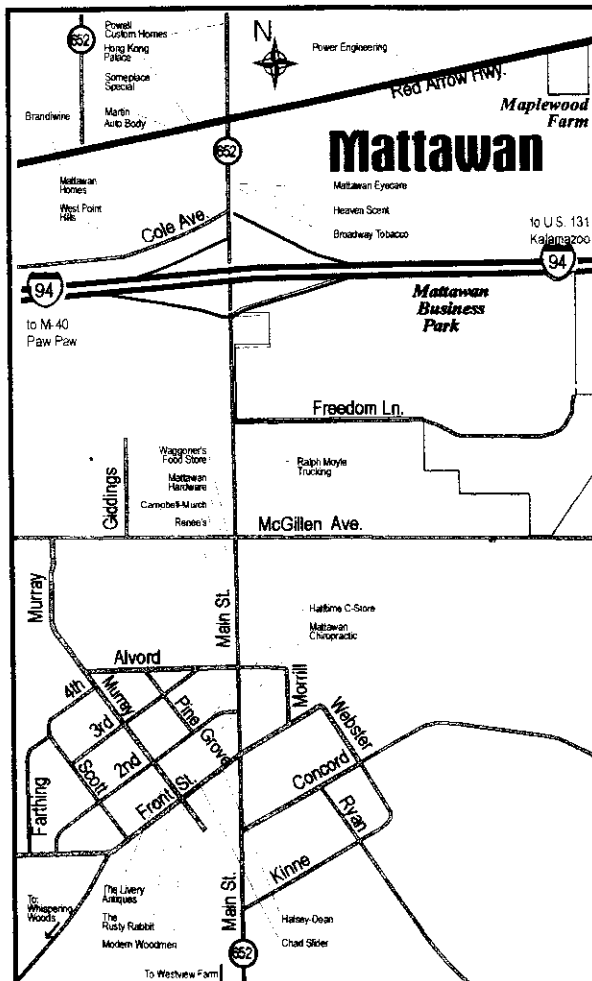 Powell
Custom Homes
652
Hong Kong
Palace
N
Power Engineering
Someplace
Special
Red Arrow Hwy.
Brandiwine
Martin
Auto Body
Maplewood
Farm
652
Mattawan
Mattawan
Homes
Mattawan Eyecare
West Point
Hills
Cole Ave.
Heaven Scent
Broadway Tobacco
to U.S. 131
Kalamazoo
94
94
to M-40
Paw Paw
Mattawan
Business
Park
Freedom Ln.
Giddings
Waggoner's
Food Store
Mattawan
Hardware
Campbell-Murch
Renee's
Ralph Moyle
Trucking
McGillen Ave.
Murray
Main St.
Halftime C-Store
Mattawan
Chiropractic
Alvord
Morrill
4th
Murray
3rd
Pine Grove
Webster
Scott
2nd
Front St.
Concord
Ryan
Farthing
Kinne
To:
Whispering
Woods
The Livery
Antiques
The
Rusty Rabbit
Modern Woodmen
Main St.
Halsey-Dean
Chad Slider
652
To Westview Farm